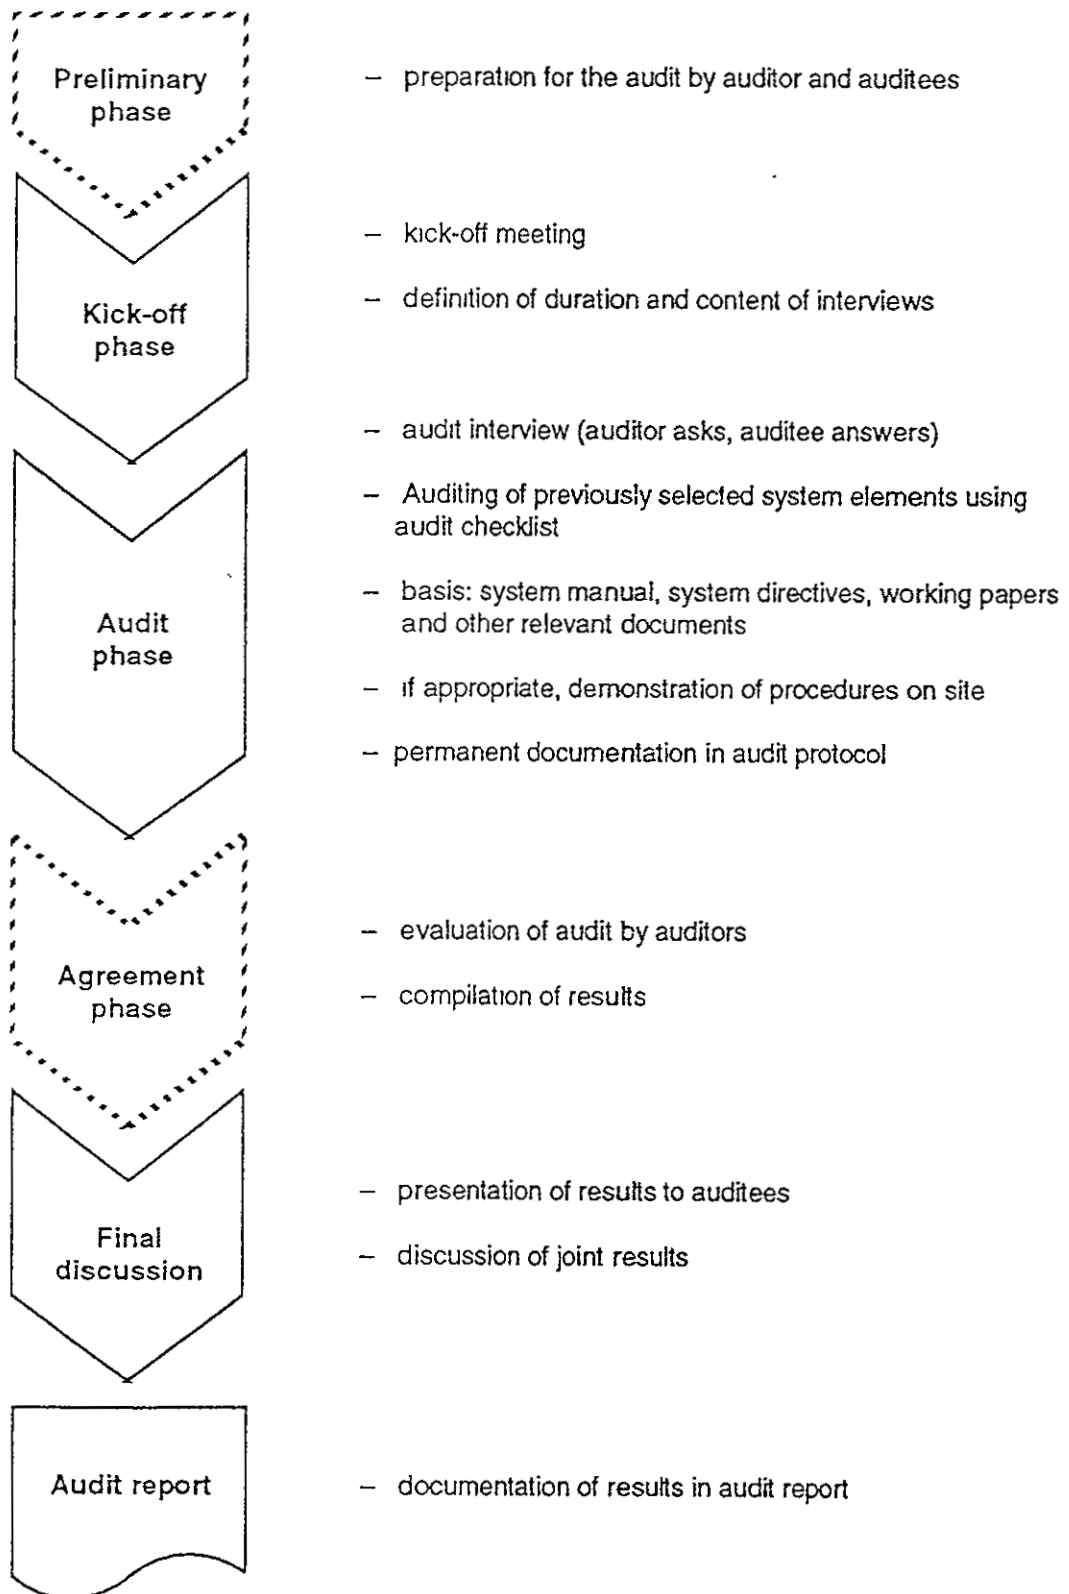 Preliminary
phase
– preparation for the audit by auditor and auditees
Kick-off
phase
– kick-off meeting
– definition of duration and content of interviews
Audit
phase
– audit interview (auditor asks, auditee answers)
– Auditing of previously selected system elements using
audit checklist
– basis: system manual, system directives, working papers
and other relevant documents
– if appropriate, demonstration of procedures on site
– permanent documentation in audit protocol
Agreement
phase
– evaluation of audit by auditors
– compilation of results
Final
discussion
– presentation of results to auditees
– discussion of joint results
Audit report
– documentation of results in audit report